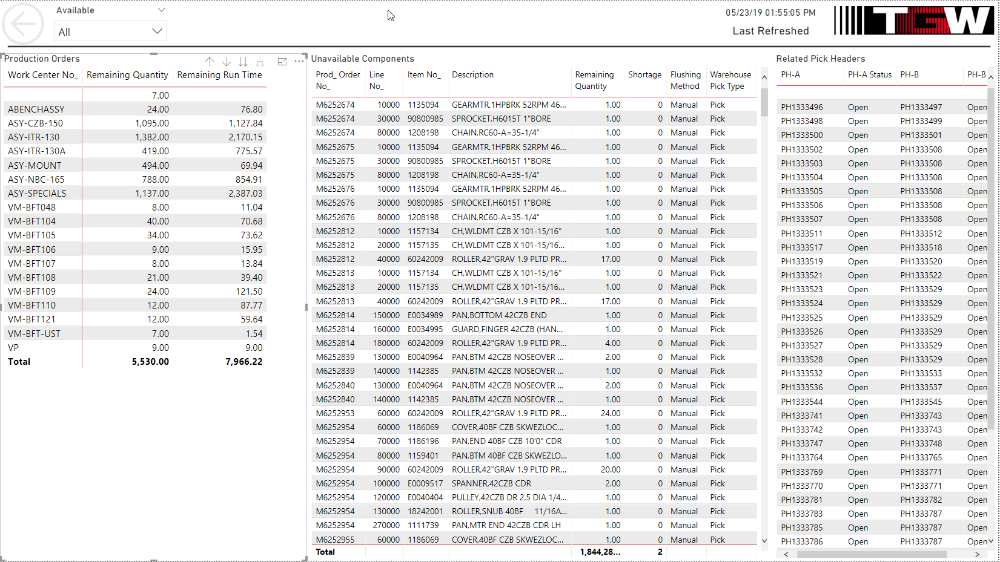 Available
All
05/23/19 01:55:05 PM
Last Refreshed
TGW
Production Orders
Work Center No_ Remaining Quantity Remaining Run Time
7.00
ABENCHASSY 24.00 76.80
ASY-CZB-150 1,095.00 1,127.84
ASY-ITR-130 1,382.00 2,170.15
ASY-ITR-130A 419.00 775.57
ASY-MOUNT 494.00 69.94
ASY-NBC-165 788.00 854.91
ASY-SPECIALS 1,137.00 2,387.03
VM-BFT048 8.00 11.04
VM-BFT104 40.00 70.68
VM-BFT105 34.00 73.62
VM-BFT106 9.00 15.95
VM-BFT107 8.00 13.84
VM-BFT108 21.00 39.40
VM-BFT109 24.00 121.50
VM-BFT110 12.00 87.77
VM-BFT121 12.00 59.64
VM-BFT-UST 7.00 1.54
VP 9.00 9.00
Total 5,530.00 7,966.22
Unavailable Components
Prod_ Order No_ Line No_ Item No_ Description Remaining Quantity Shortage Flushing Method Warehouse Pick Type
M6252674 10000 1135094 GEARMTR,1HPBRK 52RPM 46... 1.00 0 Manual Pick
M6252674 30000 90800985 SPROCKET,H6015T 1"BORE 1.00 0 Manual Pick
M6252674 80000 1208198 CHAIN,RC60-A=35-1/4" 1.00 0 Manual Pick
M6252675 10000 1135094 GEARMTR,1HPBRK 52RPM 46... 1.00 0 Manual Pick
M6252675 30000 90800985 SPROCKET,H6015T 1"BORE 1.00 0 Manual Pick
M6252675 80000 1208198 CHAIN,RC60-A=35-1/4" 1.00 0 Manual Pick
M6252676 10000 1135094 GEARMTR,1HPBRK 52RPM 46... 1.00 0 Manual Pick
M6252676 30000 90800985 SPROCKET,H6015T 1"BORE 1.00 0 Manual Pick
M6252676 80000 1208198 CHAIN,RC60-A=35-1/4" 1.00 0 Manual Pick
M6252812 10000 1157134 CH,WLDMT CZB X 101-15/16" 1.00 0 Manual Pick
M6252812 20000 1157135 CH,WLDMT CZB X 101-15/16... 1.00 0 Manual Pick
M6252812 40000 60242009 ROLLER,42"GRAV 1.9 PLTD PR... 17.00 0 Manual Pick
M6252813 10000 1157134 CH,WLDMT CZB X 101-15/16" 1.00 0 Manual Pick
M6252813 20000 1157135 CH,WLDMT CZB X 101-15/16... 1.00 0 Manual Pick
M6252813 40000 60242009 ROLLER,42"GRAV 1.9 PLTD PR... 17.00 0 Manual Pick
M6252814 150000 E0034989 PAN,BOTTOM 42CZB END 1.00 0 Manual Pick
M6252814 160000 E0034995 GUARD,FINGER 42CZB (HAN... 1.00 0 Manual Pick
M6252814 180000 60242009 ROLLER,42"GRAV 1.9 PLTD PR... 4.00 0 Manual Pick
M6252839 130000 E0040964 PAN,BTM 42CZB NOSEOVER ... 2.00 0 Manual Pick
M6252839 140000 1142385 PAN,BTM 42CZB NOSEOVER ... 1.00 0 Manual Pick
M6252840 130000 E0040964 PAN,BTM 42CZB NOSEOVER ... 2.00 0 Manual Pick
M6252840 140000 1142385 PAN,BTM 42CZB NOSEOVER ... 1.00 0 Manual Pick
M6252953 60000 60242009 ROLLER,42"GRAV 1.9 PLTD PR... 24.00 0 Manual Pick
M6252954 60000 1186069 COVER,40BF CZB SKWEZLOC... 1.00 0 Manual Pick
M6252954 70000 1186196 PAN,END 40BF CZB 10'0" CDR 1.00 0 Manual Pick
M6252954 80000 1159401 PAN,BTM 40BF CZB SKWEZLO... 1.00 0 Manual Pick
M6252954 90000 60242009 ROLLER,42"GRAV 1.9 PLTD PR... 20.00 0 Manual Pick
M6252954 100000 E0009517 SPANNER,42CZB CDR 2.00 0 Manual Pick
M6252954 120000 E0040404 PULLEY,42CZB DR 2.5 DIA 1/4... 1.00 0 Manual Pick
M6252954 130000 18242001 ROLLER,SNUB 40BF 11/16A... 1.00 0 Manual Pick
M6252954 270000 1111739 PAN,MTR END 42CZB CDR LH 1.00 0 Manual Pick
M6252955 60000 1186069 COVER,40BF CZB SKWEZLOC... 1.00 0 Manual Pick
Total 1,844,28... 2
Related Pick Headers
PH-A PH-A Status PH-B PH-B
PH1333496 Open PH1333497 Open
PH1333498 Open PH1333499 Open
PH1333500 Open PH1333501 Open
PH1333502 Open PH1333508 Open
PH1333503 Open PH1333508 Open
PH1333504 Open PH1333508 Open
PH1333505 Open PH1333508 Open
PH1333506 Open PH1333508 Open
PH1333507 Open PH1333508 Open
PH1333511 Open PH1333512 Open
PH1333517 Open PH1333518 Open
PH1333519 Open PH1333520 Open
PH1333521 Open PH1333522 Open
PH1333523 Open PH1333529 Open
PH1333524 Open PH1333529 Open
PH1333525 Open PH1333529 Open
PH1333526 Open PH1333529 Open
PH1333527 Open PH1333529 Open
PH1333528 Open PH1333529 Open
PH1333532 Open PH1333533 Open
PH1333536 Open PH1333537 Open
PH1333544 Open PH1333545 Open
PH1333741 Open PH1333743 Open
PH1333742 Open PH1333743 Open
PH1333747 Open PH1333748 Open
PH1333764 Open PH1333765 Open
PH1333769 Open PH1333771 Open
PH1333770 Open PH1333771 Open
PH1333781 Open PH1333782 Open
PH1333783 Open PH1333787 Open
PH1333785 Open PH1333787 Open
PH1333786 Open PH1333787 Open